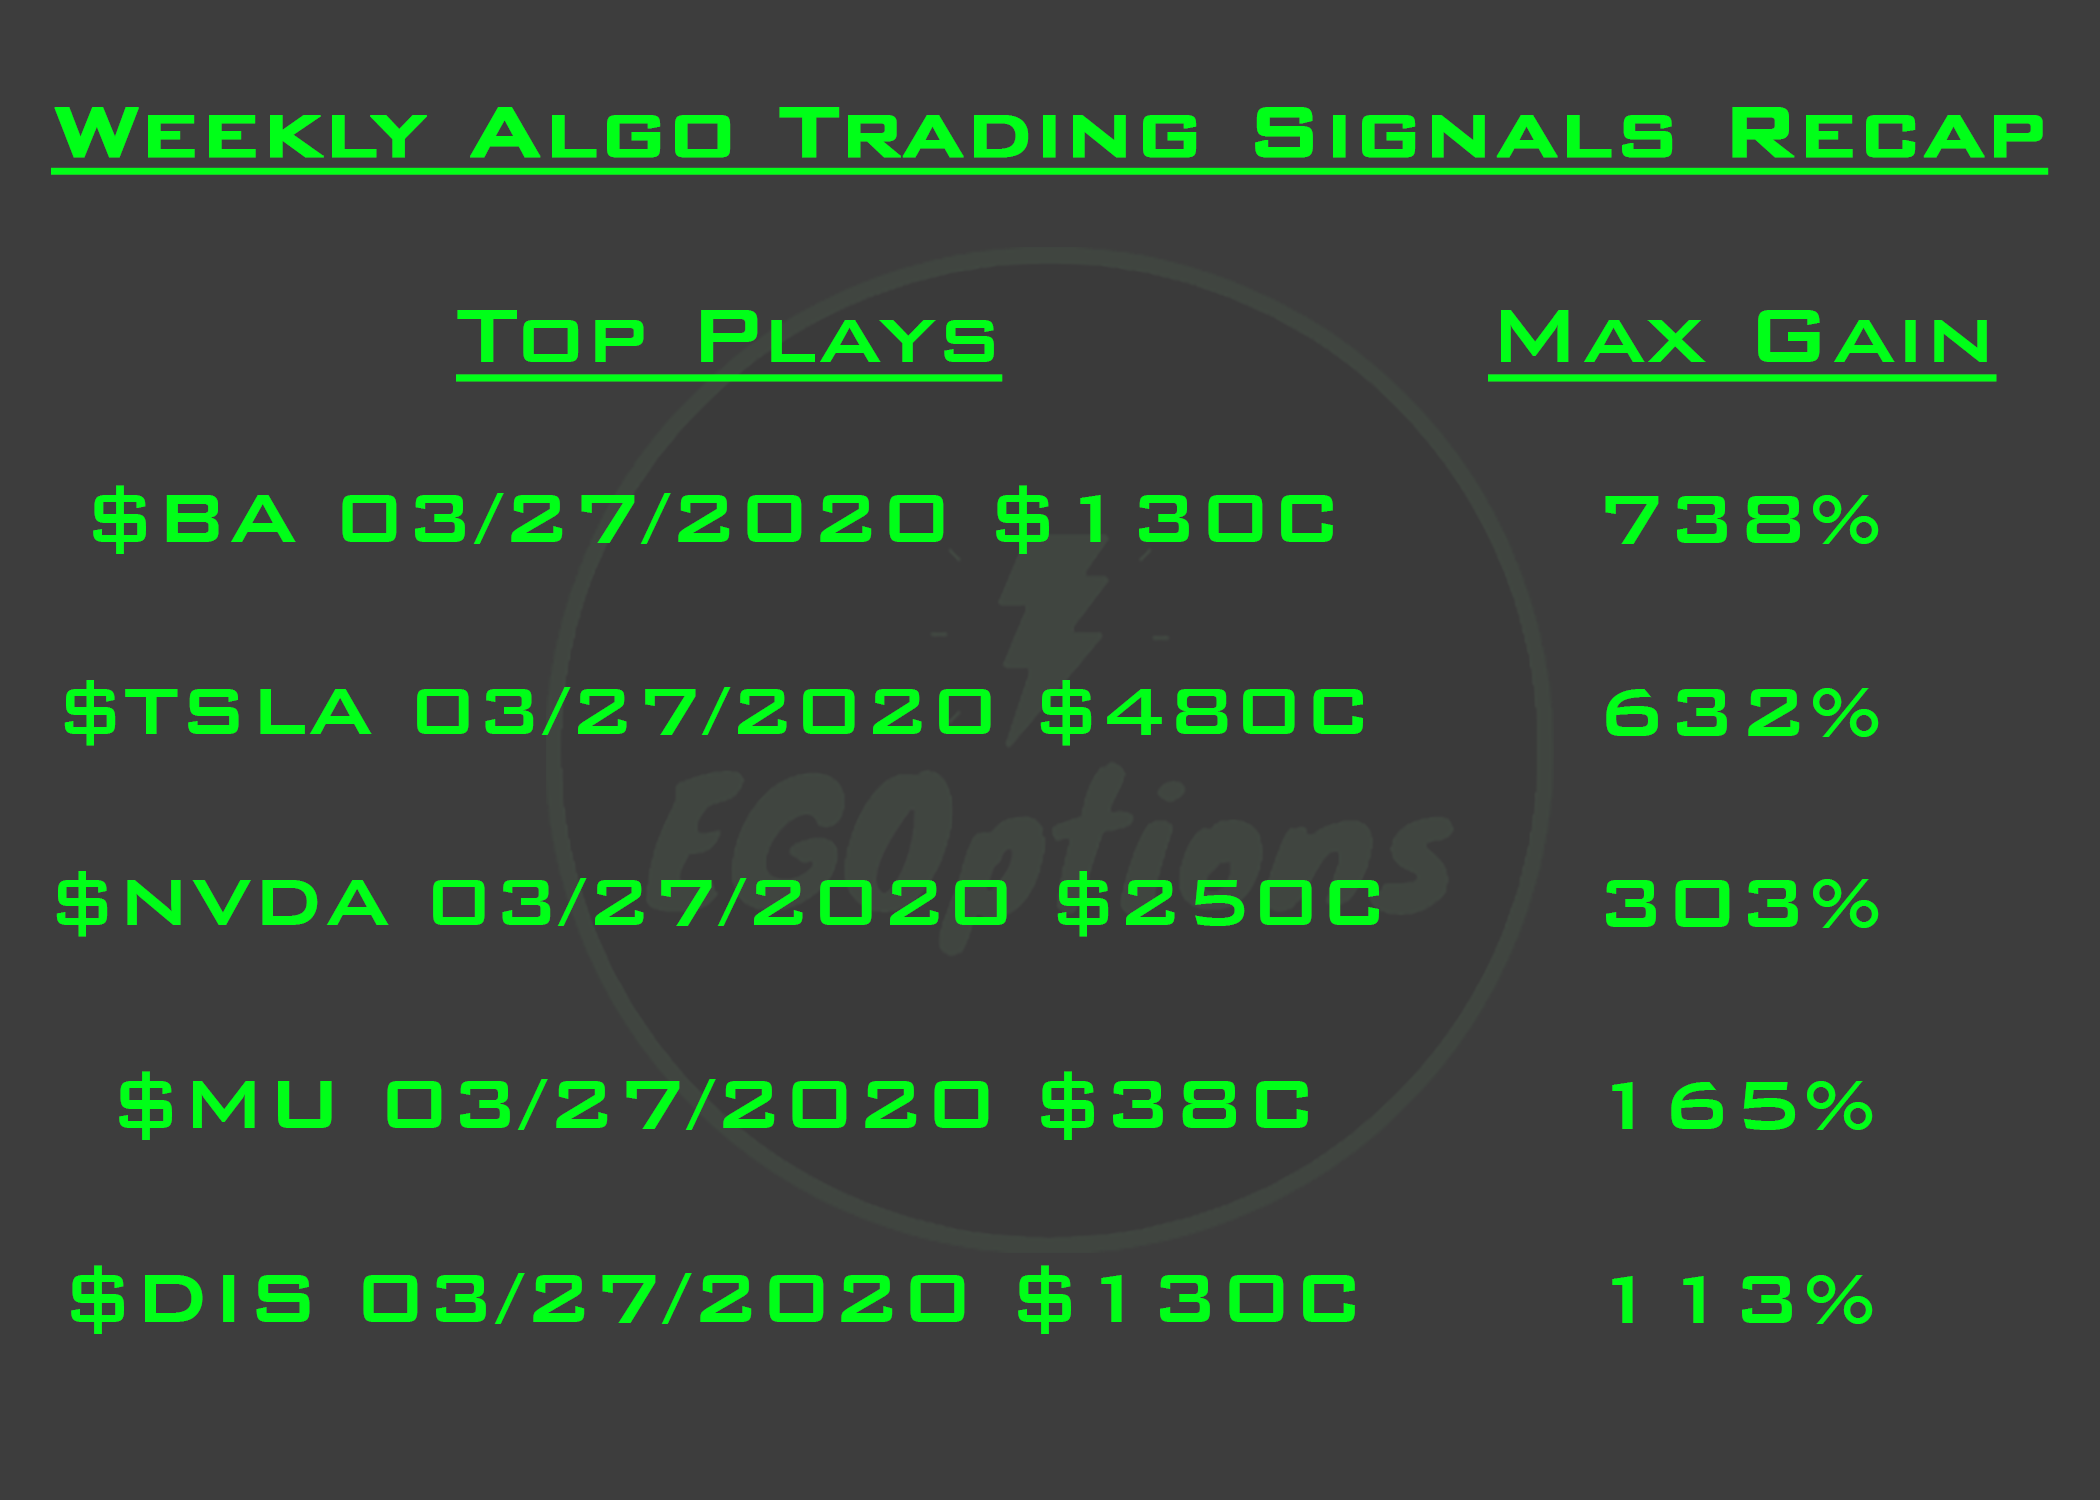 Weekly Algo Trading Signals Recap
Top Plays Max Gain
$BA 03/27/2020 $130C 738%
$TSLA 03/27/2020 $480C 632%
EGOptions
$NVDA 03/27/2020 $250C 303%
$MU 03/27/2020 $38C 165%
$DIS 03/27/2020 $130C 113%